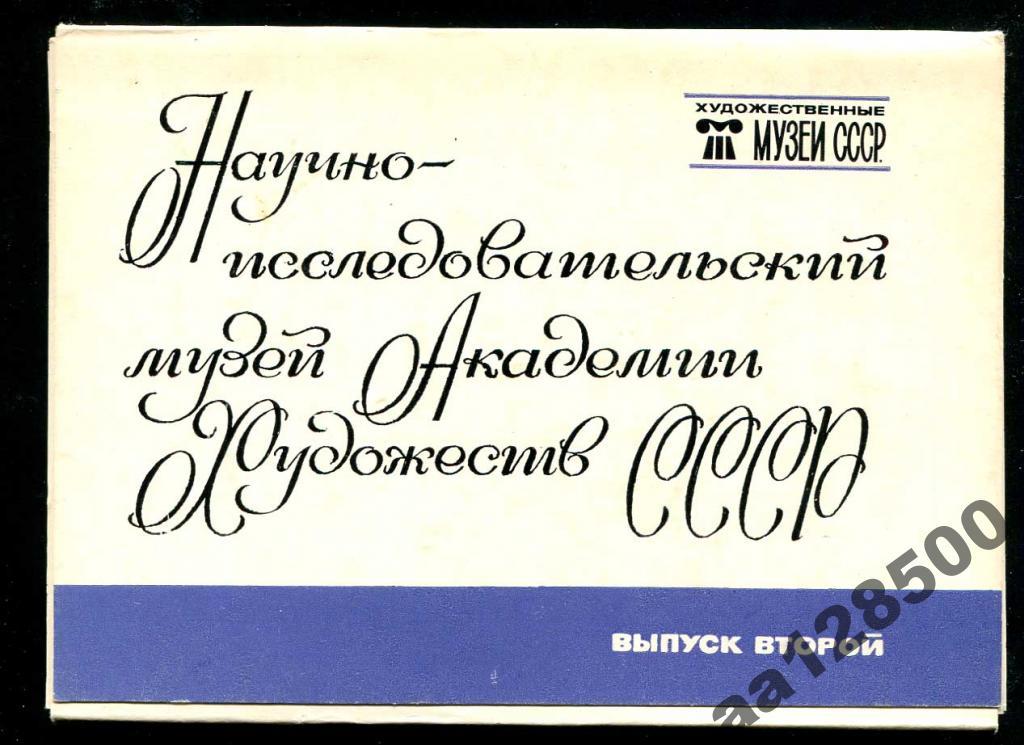 ХУДОЖЕСТВЕННЫЕ
МУЗЕИ СССР.
Научно-
исследовательский
музей Академии
Художеств СССР
ВЫПУСК ВТОРОЙ
aa128500